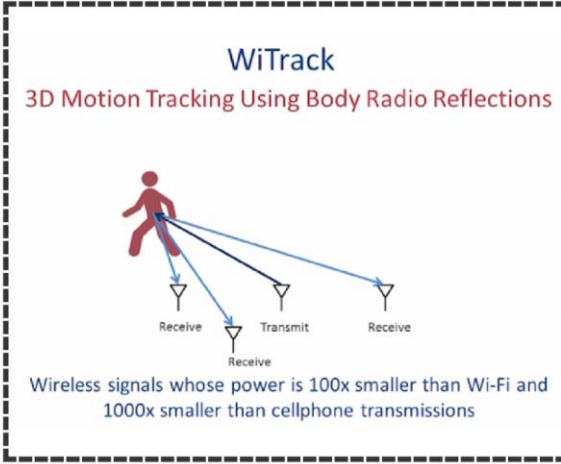 WiTrack
3D Motion Tracking Using Body Radio Reflections
Receive
Transmit
Receive
Receive
Wireless signals whose power is 100x smaller than Wi-Fi and
1000x smaller than cellphone transmissions